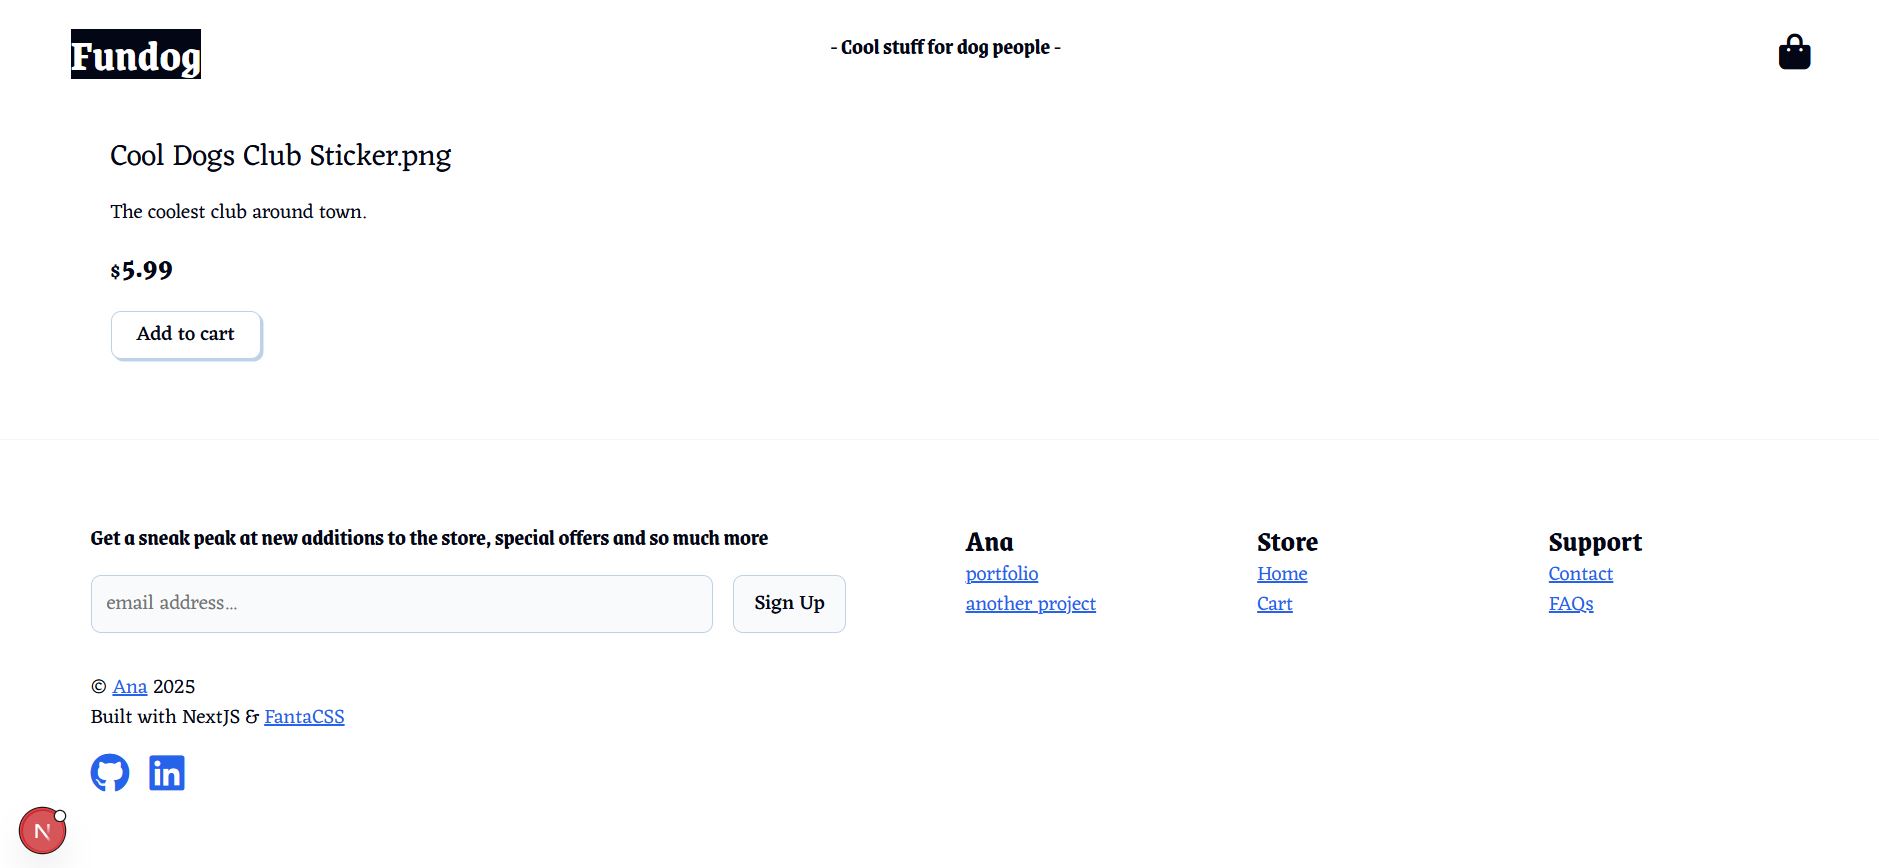 Fundog
- Cool stuff for dog people -
Cool Dogs Club Sticker.png
The coolest club around town.
$5.99
Add to cart
Get a sneak peak at new additions to the store, special offers and so much more
email address...
Sign Up
© Ana 2025
Built with NextJS & FantaCSS
in
Ana
portfolio
another project
Store
Home
Cart
Support
Contact
FAQs
N